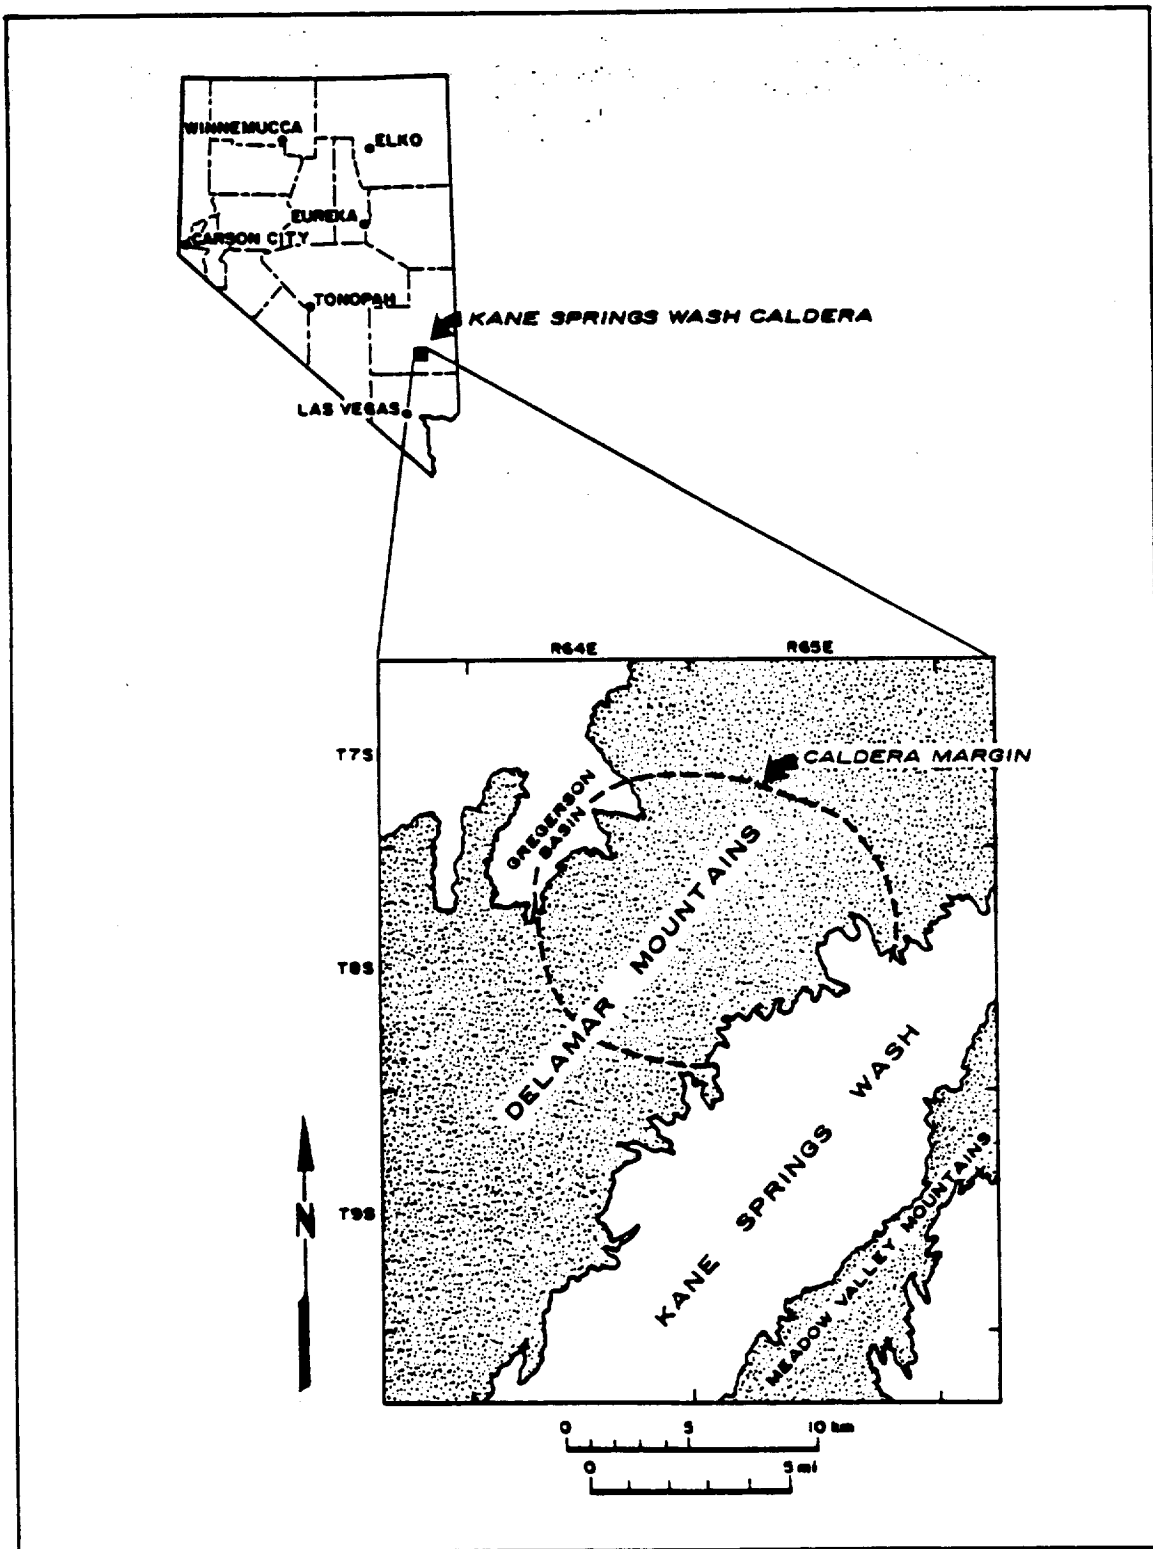 WINNEMUCCA
ELKO
EUREKA
CARSON CITY
TONOPAH
KANE SPRINGS WASH CALDERA
LAS VEGAS
R64E R65E
T7S
CALDERA MARGIN
GREGERSON
BASIN
DELAMAR MOUNTAINS
T8S
KANE SPRINGS WASH
T9S
MEADOW VALLEY MOUNTAINS
N
0 5 10 km
0 5 mi